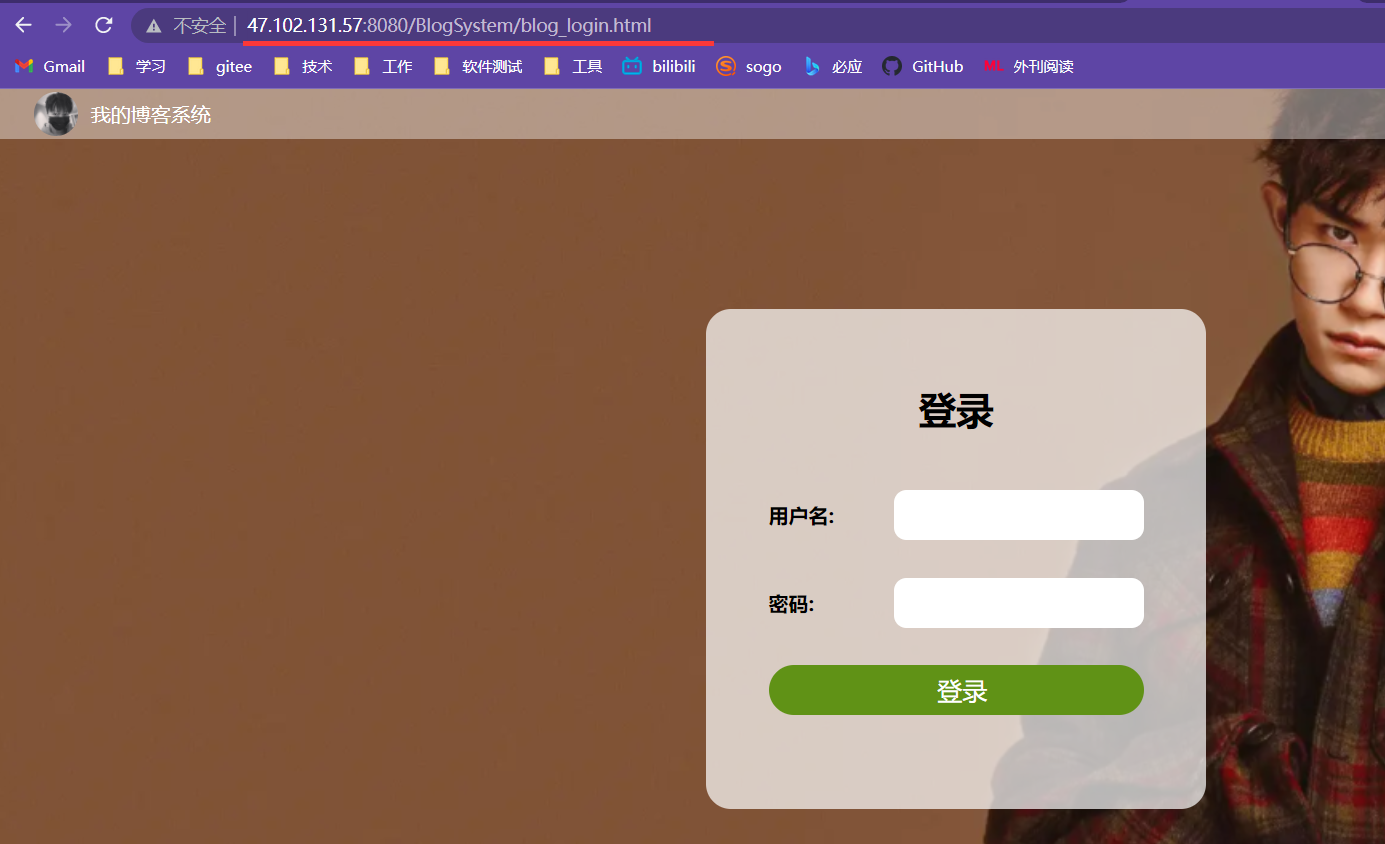 不安全 | 47.102.131.57:8080/BlogSystem/blog_login.html
Gmail 学习 gitee 技术 工作 软件测试 工具 bilibili sogo 必应 GitHub ML 外刊阅读
我的博客系统
登录
用户名:
密码:
登录